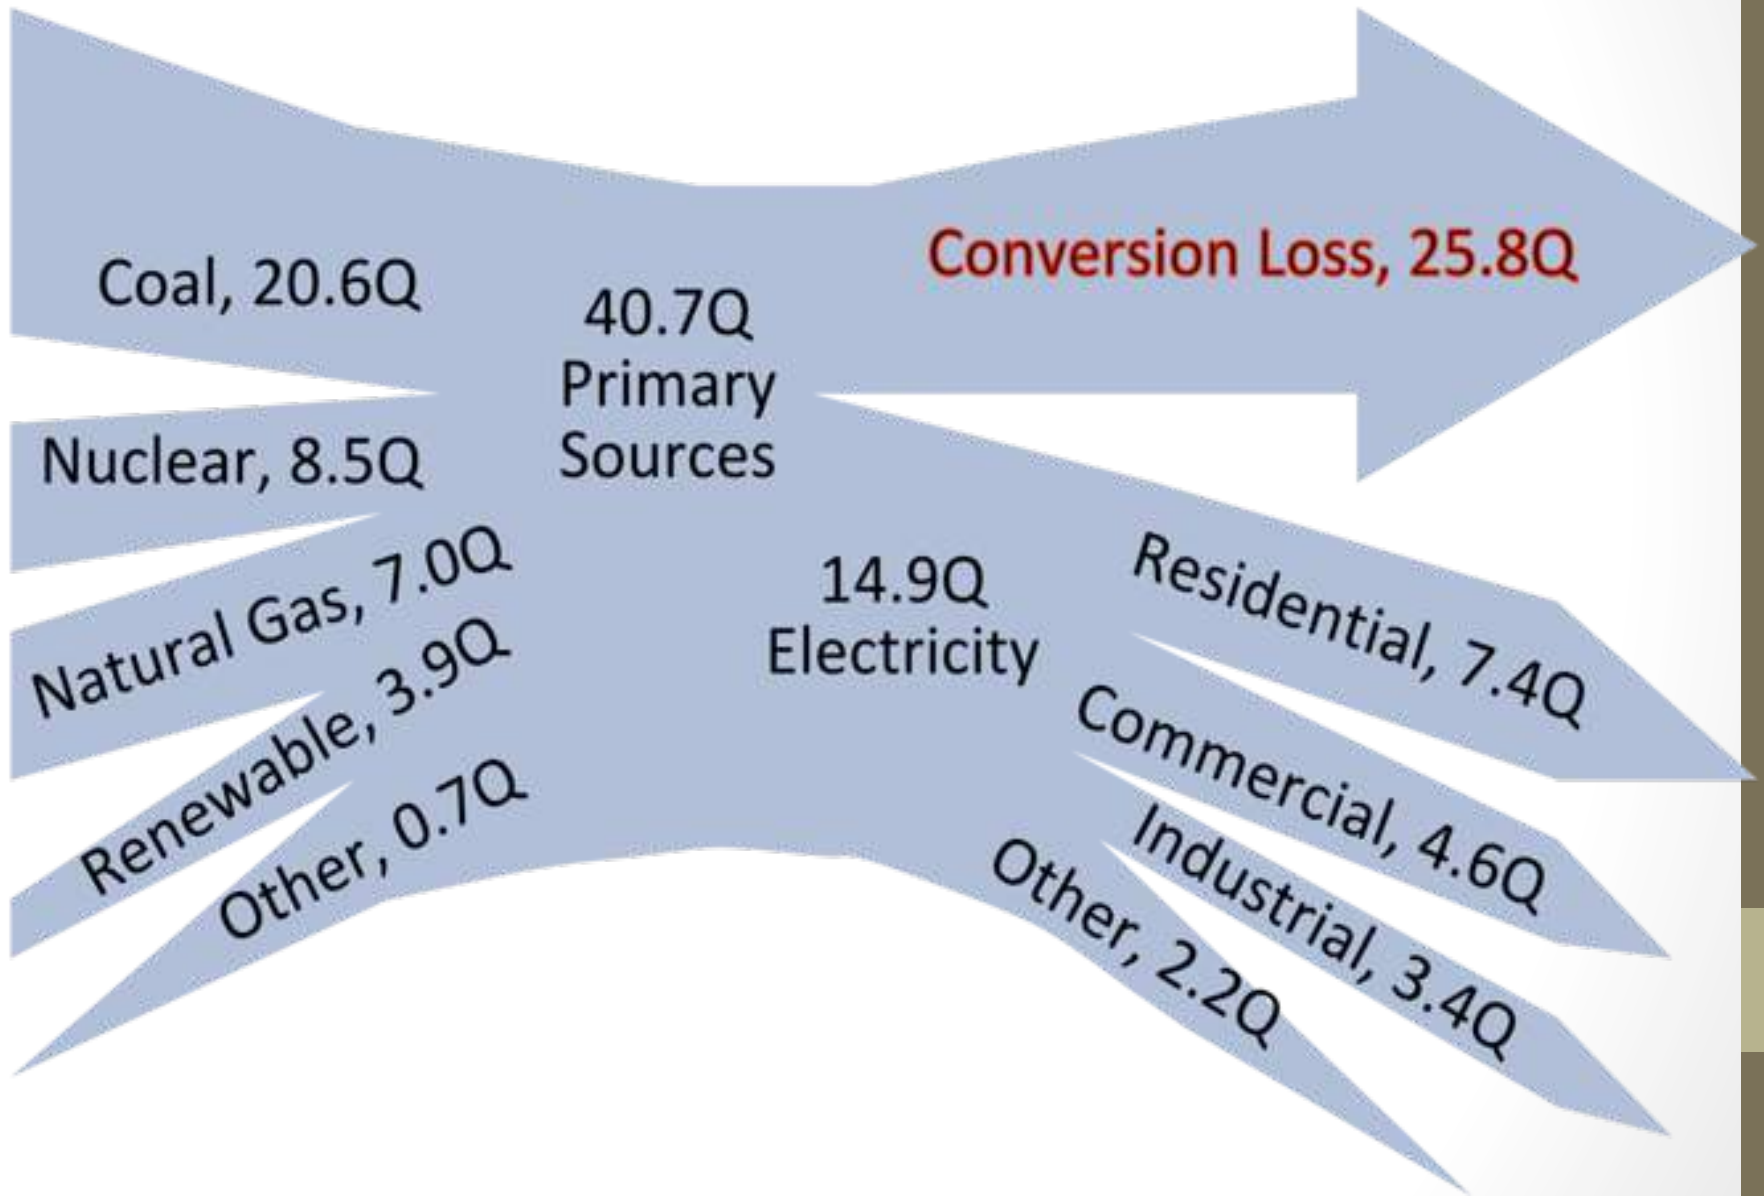 Coal, 20.6Q
Nuclear, 8.5Q
Natural Gas, 7.0Q
Renewable, 3.9Q
Other, 0.7Q
40.7Q
Primary
Sources
14.9Q
Electricity
Conversion Loss, 25.8Q
Residential, 7.4Q
Commercial, 4.6Q
Industrial, 3.4Q
Other, 2.2Q